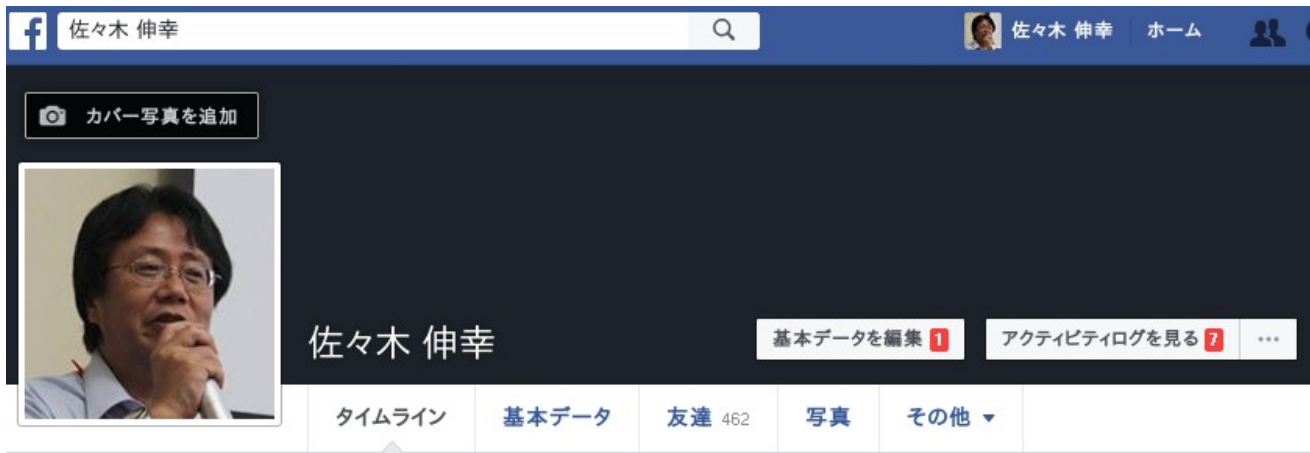 f 佐々木 伸幸 佐々木 伸幸 ホーム
カバー写真を追加
佐々木 伸幸
基本データを編集 1 アクティビティログを見る 7 ...
タイムライン 基本データ 友達 462 写真 その他